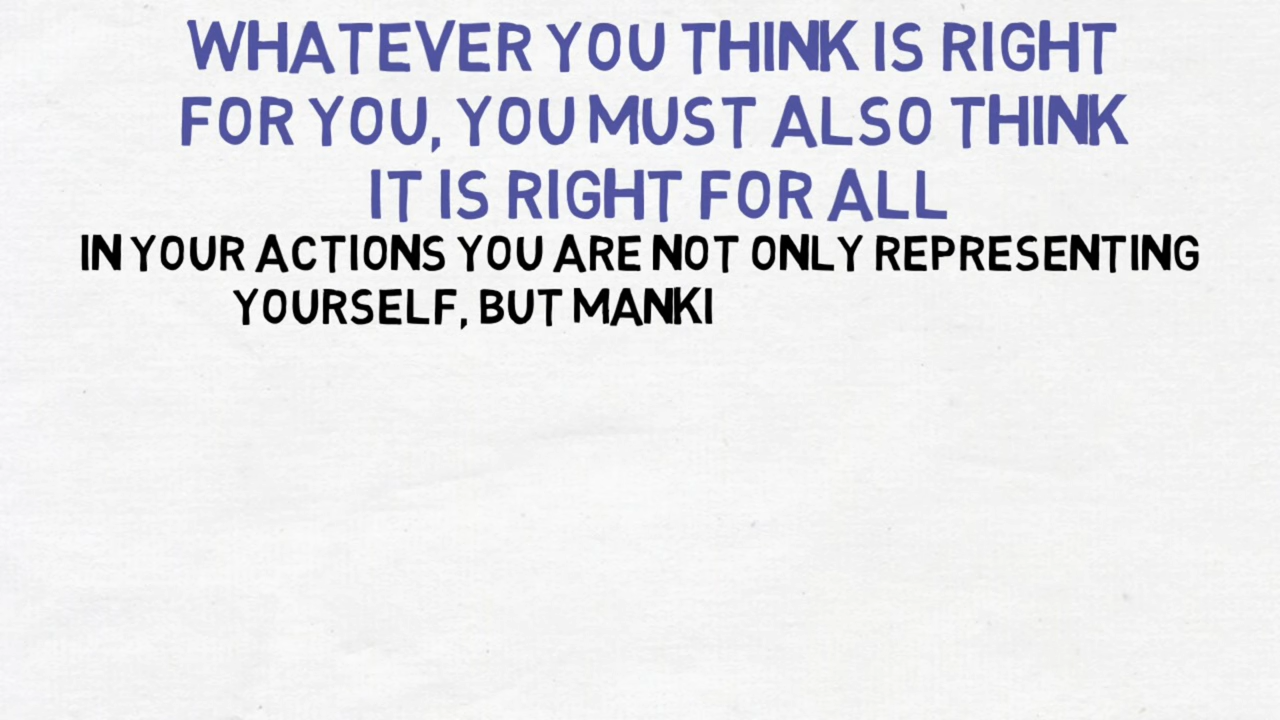 WHATEVER YOU THINK IS RIGHT
FOR YOU, YOU MUST ALSO THINK
IT IS RIGHT FOR ALL
IN YOUR ACTIONS YOU ARE NOT ONLY REPRESENTING
YOURSELF, BUT MANKI